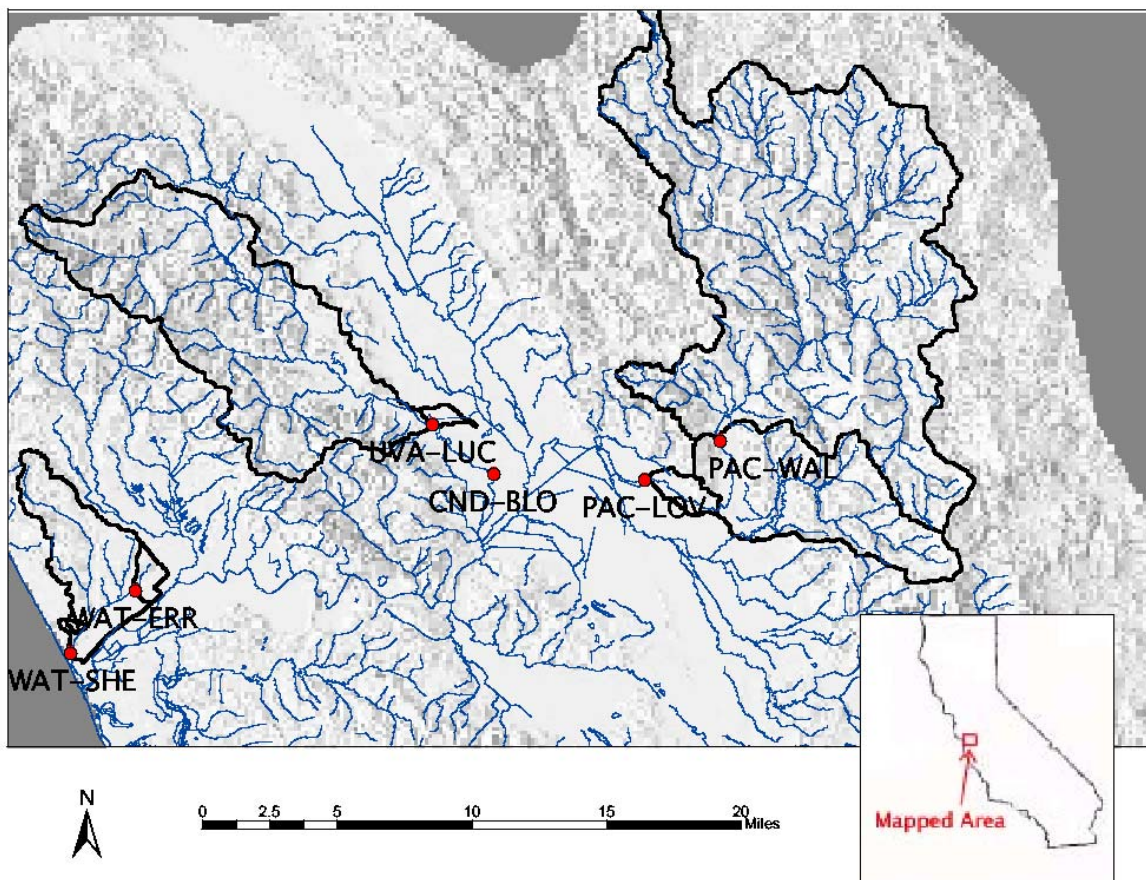 UVA-LUC
CND-BLO
PAC-LOV
PAC-WAL
WAT-ERR
WAT-SHE
N
0 2.5 5 10 15 20
Miles
Mapped Area